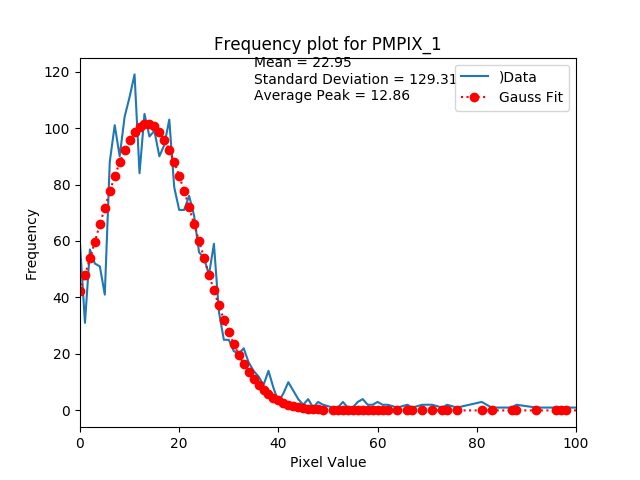 Frequency plot for PMPIX_1
Mean = 22.95
Standard Deviation = 129.31
Average Peak = 12.86
)Data
Gauss Fit
120
100
80
60
40
20
0
Frequency
0 20 40 60 80 100
Pixel Value